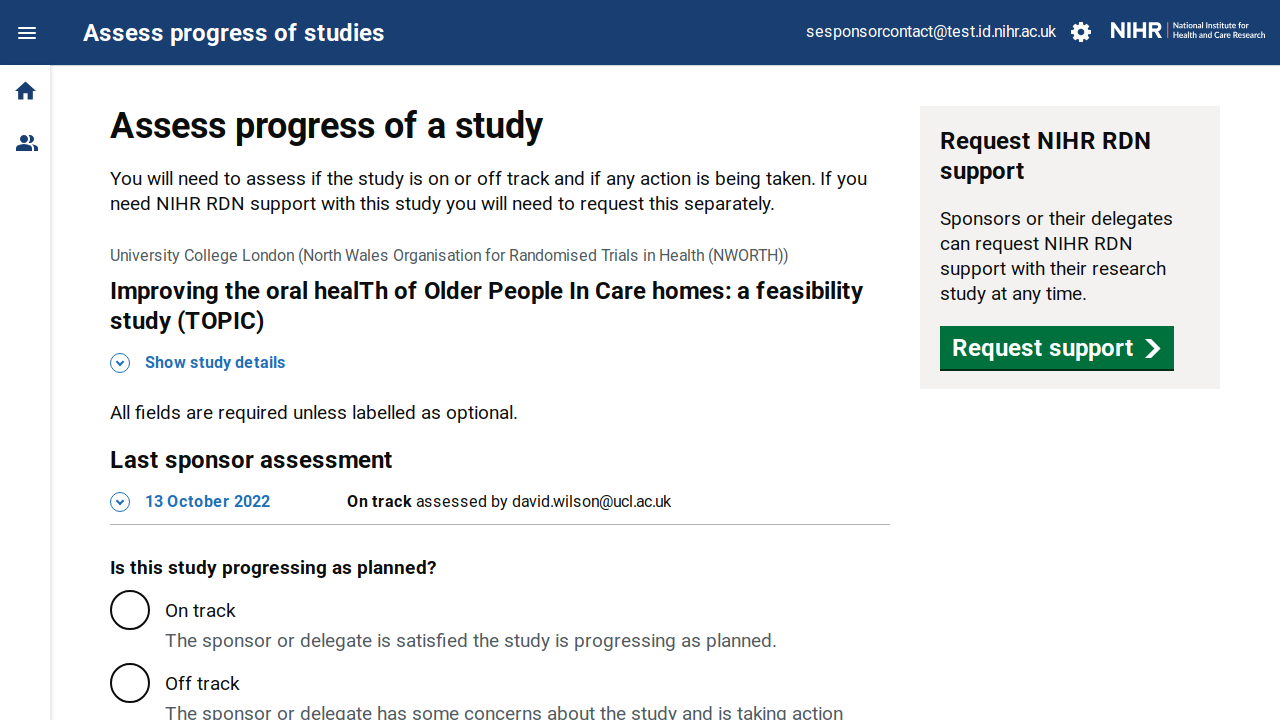 Assess progress of studies
sesponsorcontact@test.id.nihr.ac.uk
NIHR
National Institute for
Health and Care Research
Assess progress of a study
You will need to assess if the study is on or off track and if any action is being taken. If you
need NIHR RDN support with this study you will need to request this separately.
University College London (North Wales Organisation for Randomised Trials in Health (NWORTH))
Improving the oral healTh of Older People In Care homes: a feasibility
study (TOPIC)
Show study details
All fields are required unless labelled as optional.
Last sponsor assessment
13 October 2022 On track assessed by david.wilson@ucl.ac.uk
Is this study progressing as planned?
On track
The sponsor or delegate is satisfied the study is progressing as planned.
Off track
The sponsor or delegate has some concerns about the study and is taking action
Request NIHR RDN
support
Sponsors or their delegates
can request NIHR RDN
support with their research
study at any time.
Request support